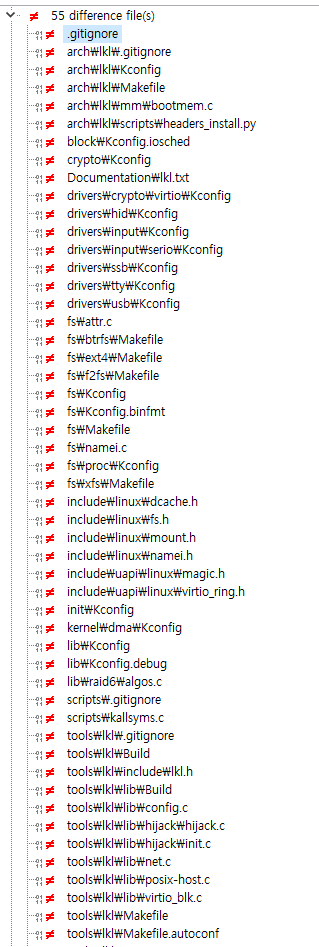 55 difference file(s)
.gitignore
arch₩lkl₩.gitignore
arch₩lkl₩Kconfig
arch₩lkl₩Makefile
arch₩lkl₩mm₩bootmem.c
arch₩lkl₩scripts₩headers_install.py
block₩Kconfig.iosched
crypto₩Kconfig
Documentation₩lkl.txt
drivers₩crypto₩virtio₩Kconfig
drivers₩hid₩Kconfig
drivers₩input₩Kconfig
drivers₩input₩serio₩Kconfig
drivers₩ssb₩Kconfig
drivers₩tty₩Kconfig
drivers₩usb₩Kconfig
fs₩attr.c
fs₩btrfs₩Makefile
fs₩ext4₩Makefile
fs₩f2fs₩Makefile
fs₩Kconfig
fs₩Kconfig.binfmt
fs₩Makefile
fs₩namei.c
fs₩proc₩Kconfig
fs₩xfs₩Makefile
include₩linux₩dcache.h
include₩linux₩fs.h
include₩linux₩mount.h
include₩linux₩namei.h
include₩uapi₩linux₩magic.h
include₩uapi₩linux₩virtio_ring.h
init₩Kconfig
kernel₩dma₩Kconfig
lib₩Kconfig
lib₩Kconfig.debug
lib₩raid6₩algos.c
scripts₩.gitignore
scripts₩kallsyms.c
tools₩lkl₩.gitignore
tools₩lkl₩Build
tools₩lkl₩include₩lkl.h
tools₩lkl₩lib₩Build
tools₩lkl₩lib₩config.c
tools₩lkl₩lib₩hijack₩hijack.c
tools₩lkl₩lib₩hijack₩init.c
tools₩lkl₩lib₩net.c
tools₩lkl₩lib₩posix-host.c
tools₩lkl₩lib₩virtio_blk.c
tools₩lkl₩Makefile
tools₩lkl₩Makefile.autoconf